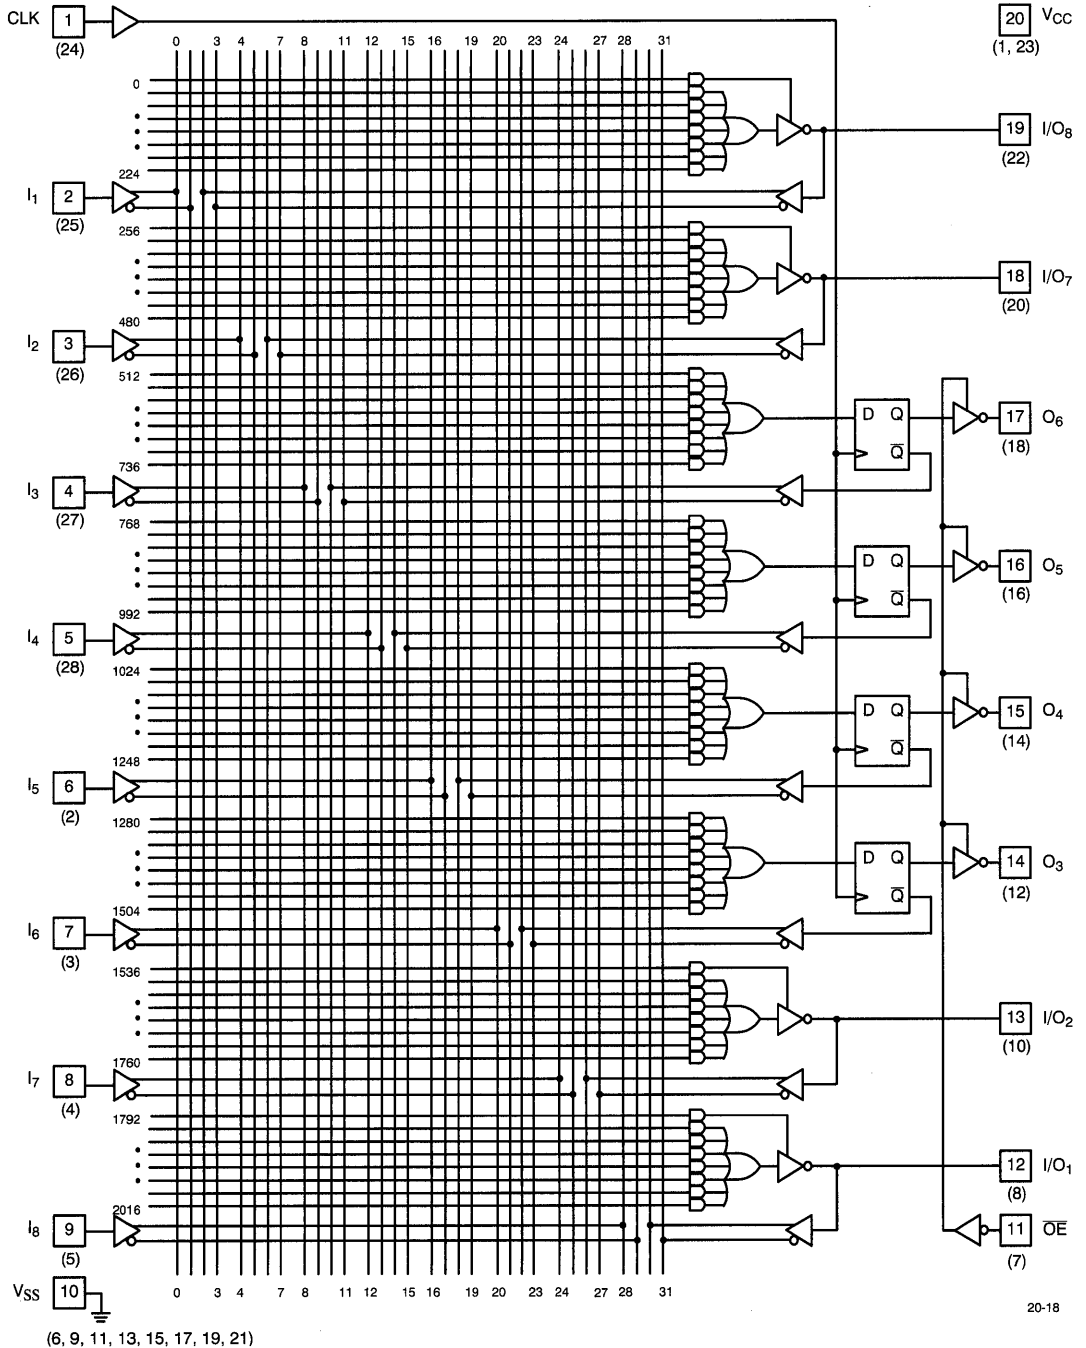 CLK 1 20 VCC
(24) (1, 23)
0 3 4 7 8 11 12 15 16 19 20 23 24 27 28 31
0
19 I/O8
(22)
224
I1 2
(25)
256
18 I/O7
(20)
480
I2 3
(26)
512
D Q 17 O6
(18)
Q̅
736
I3 4
(27)
768
D Q 16 O5
(16)
Q̅
992
I4 5
(28)
1024
D Q 15 O4
(14)
Q̅
1248
I5 6
(2)
1280
D Q 14 O3
(12)
Q̅
1504
I6 7
(3)
1536
13 I/O2
(10)
1760
I7 8
(4)
1792
12 I/O1
(8)
2016
I8 9 11 O̅E̅
(5) (7)
VSS 10
0 3 4 7 8 11 12 15 16 19 20 23 24 27 28 31
20-18
(6, 9, 11, 13, 15, 17, 19, 21)